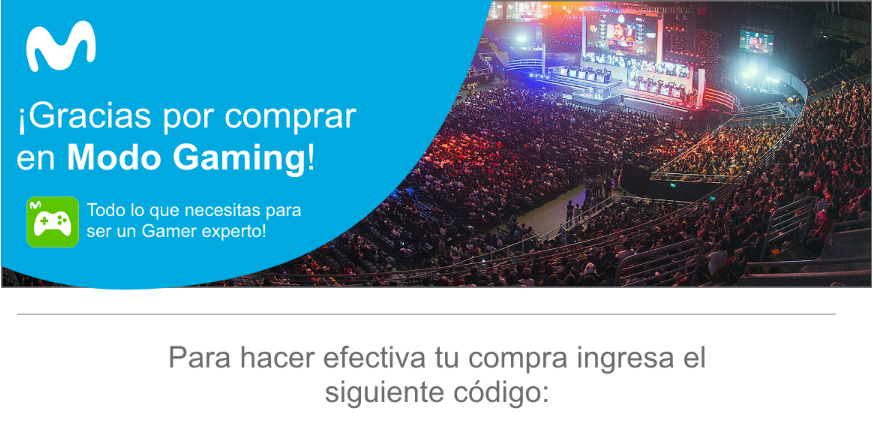 ¡Gracias por comprar
en Modo Gaming!
Todo lo que necesitas para
ser un Gamer experto!
Para hacer efectiva tu compra ingresa el
siguiente código: